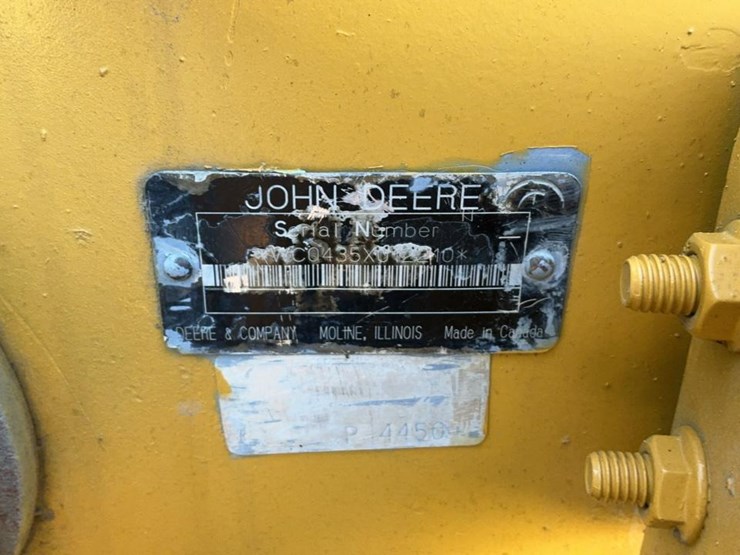 JOHN DEERE
Serial Number
DEERE & COMPANY MOLINE, ILLINOIS Made in Canada
P